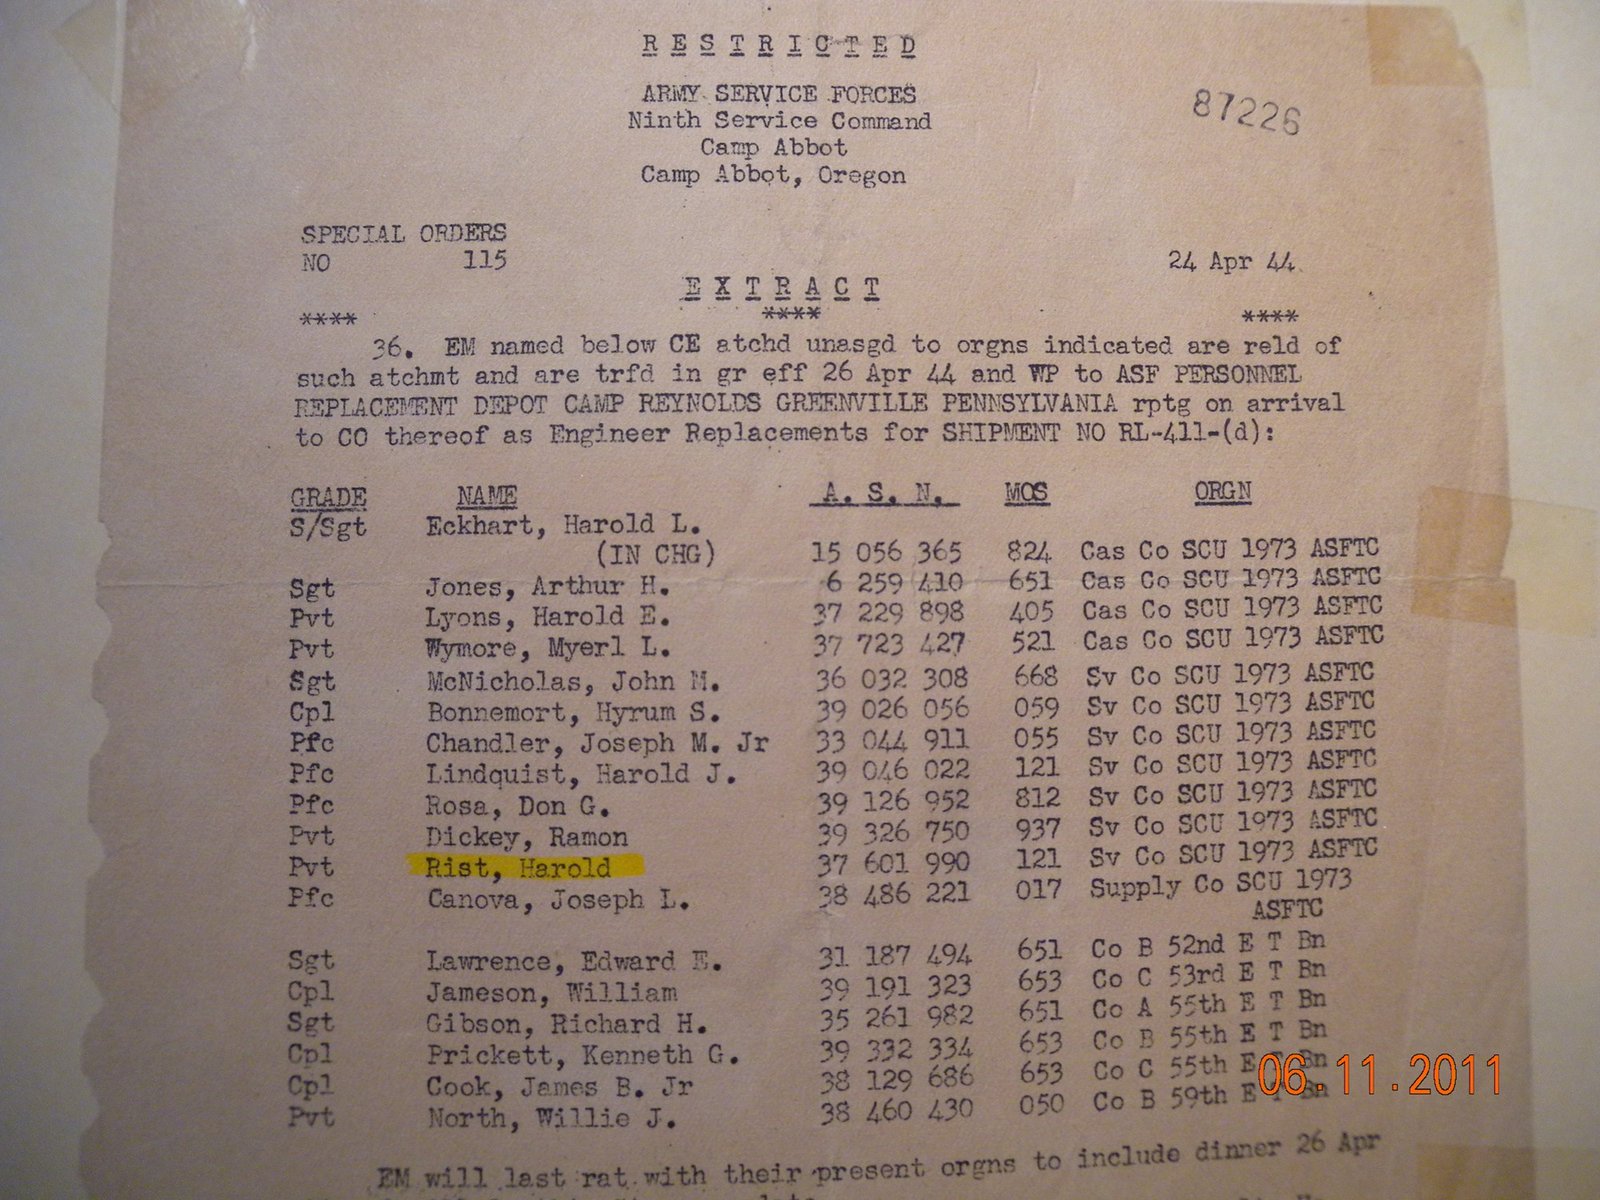 R E S T R I C T E D
ARMY SERVICE FORCES
Ninth Service Command
Camp Abbot
Camp Abbot, Oregon
87226
SPECIAL ORDERS
NO 115
24 Apr 44
E X T R A C T
**** **** ****
36. EM named below CE atchd unasgd to orgns indicated are reld of
such atchmt and are trfd in gr eff 26 Apr 44 and WP to ASF PERSONNEL
REPLACEMENT DEPOT CAMP REYNOLDS GREENVILLE PENNSYLVANIA rptg on arrival
to CO thereof as Engineer Replacements for SHIPMENT NO RL-411-(d):
GRADE NAME A. S. N. MOS ORGN
S/Sgt Eckhart, Harold L.
(IN CHG) 15 056 365 824 Cas Co SCU 1973 ASFTC
Sgt Jones, Arthur H. 6 259 410 651 Cas Co SCU 1973 ASFTC
Pvt Lyons, Harold E. 37 229 898 405 Cas Co SCU 1973 ASFTC
Pvt Wymore, Myerl L. 37 723 427 521 Cas Co SCU 1973 ASFTC
Sgt McNicholas, John M. 36 032 308 668 Sv Co SCU 1973 ASFTC
Cpl Bonnemort, Hyrum S. 39 026 056 059 Sv Co SCU 1973 ASFTC
Pfc Chandler, Joseph M. Jr 33 044 911 055 Sv Co SCU 1973 ASFTC
Pfc Lindquist, Harold J. 39 046 022 121 Sv Co SCU 1973 ASFTC
Pfc Rosa, Don G. 39 126 952 812 Sv Co SCU 1973 ASFTC
Pvt Dickey, Ramon 39 326 750 937 Sv Co SCU 1973 ASFTC
Pvt Rist, Harold 37 601 990 121 Sv Co SCU 1973 ASFTC
Pfc Canova, Joseph L. 38 486 221 017 Supply Co SCU 1973
ASFTC
Sgt Lawrence, Edward E. 31 187 494 651 Co B 52nd E T Bn
Cpl Jameson, William 39 191 323 653 Co C 53rd E T Bn
Sgt Gibson, Richard H. 35 261 982 651 Co A 55th E T Bn
Cpl Prickett, Kenneth G. 39 332 334 653 Co B 55th E T Bn
Cpl Cook, James B. Jr 38 129 686 653 Co C 55th E T Bn
Pvt North, Willie J. 38 460 430 050 Co B 59th E T Bn
06.11.2011
EM will last rat with their present orgns to include dinner 26 Apr